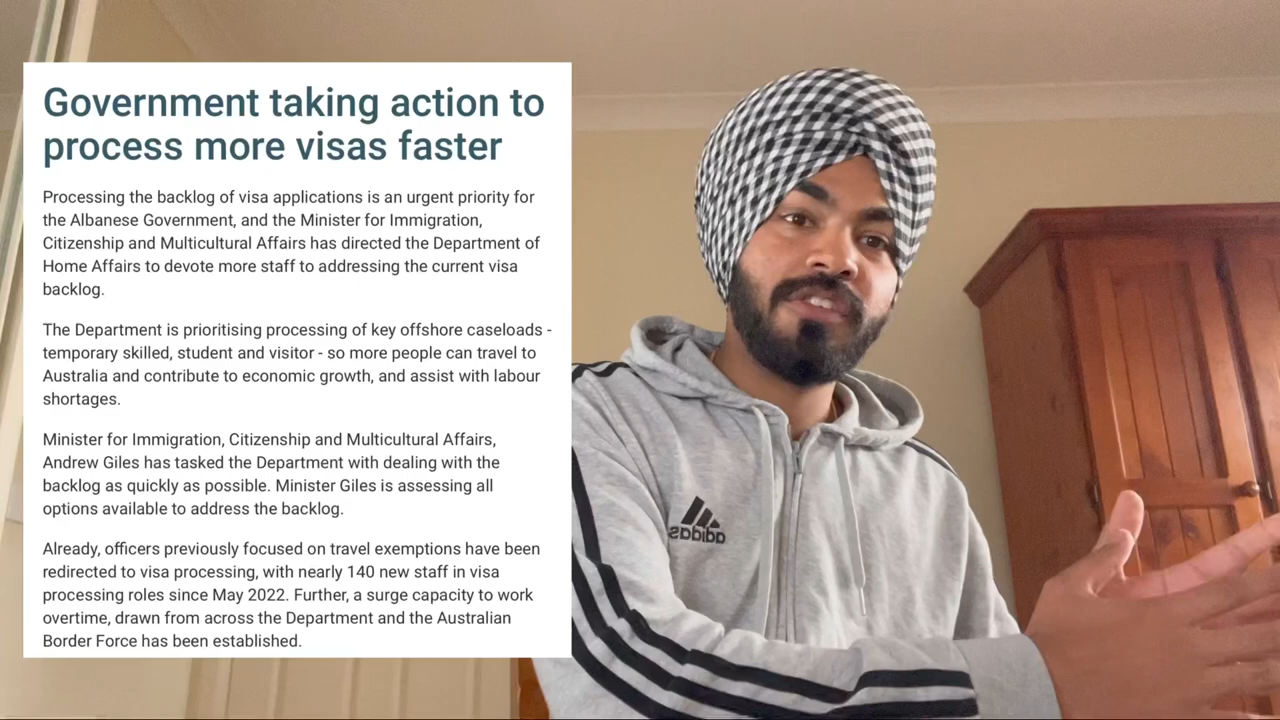 Government taking action to
process more visas faster
Processing the backlog of visa applications is an urgent priority for
the Albanese Government, and the Minister for Immigration,
Citizenship and Multicultural Affairs has directed the Department of
Home Affairs to devote more staff to addressing the current visa
backlog.
The Department is prioritising processing of key offshore caseloads -
temporary skilled, student and visitor - so more people can travel to
Australia and contribute to economic growth, and assist with labour
shortages.
Minister for Immigration, Citizenship and Multicultural Affairs,
Andrew Giles has tasked the Department with dealing with the
backlog as quickly as possible. Minister Giles is assessing all
options available to address the backlog.
Already, officers previously focused on travel exemptions have been
redirected to visa processing, with nearly 140 new staff in visa
processing roles since May 2022. Further, a surge capacity to work
overtime, drawn from across the Department and the Australian
Border Force has been established.
adidas